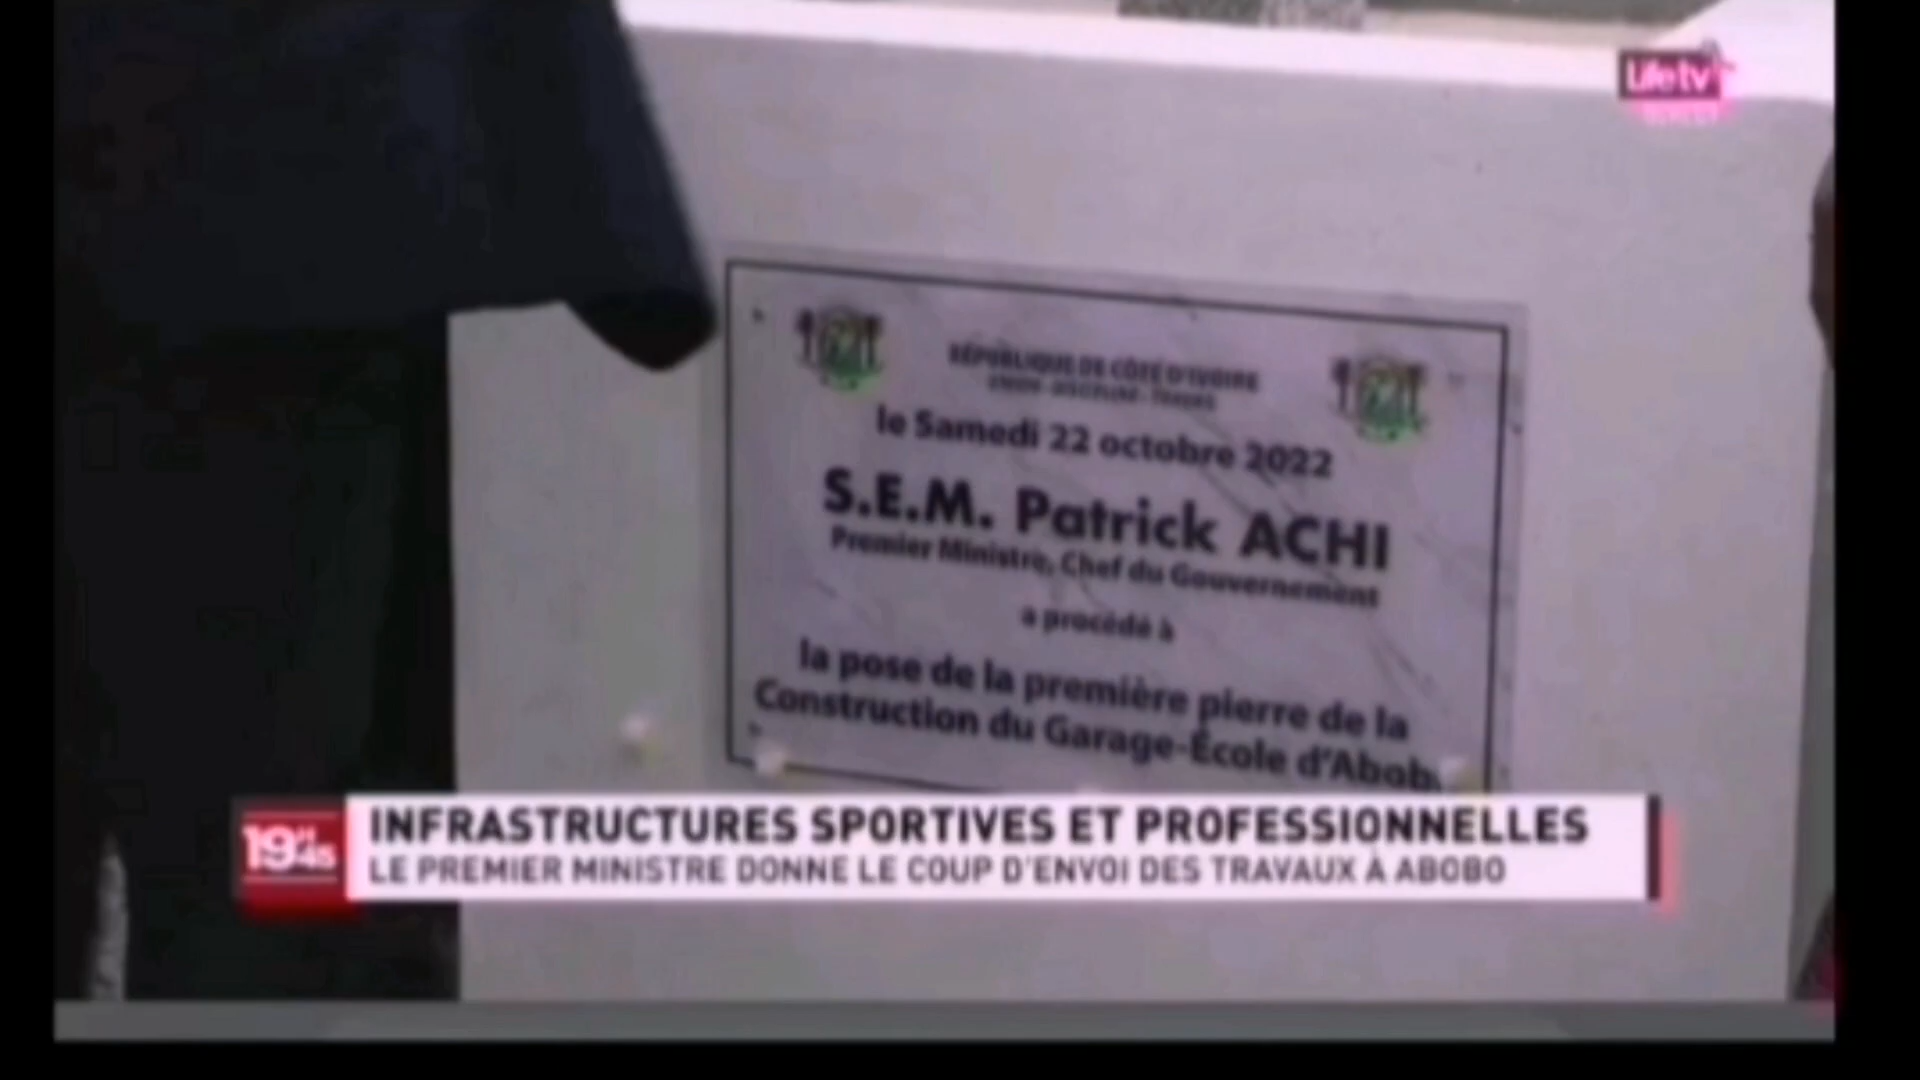 Life tv
RÉPUBLIQUE DE CÔTE D'IVOIRE
le Samedi 22 octobre 2022
S.E.M. Patrick ACHI
Premier Ministre, Chef du Gouvernement
a procédé à
la pose de la première pierre de la
Construction du Garage-École d'Abob
19H45
INFRASTRUCTURES SPORTIVES ET PROFESSIONNELLES
LE PREMIER MINISTRE DONNE LE COUP D'ENVOI DES TRAVAUX À ABOBO